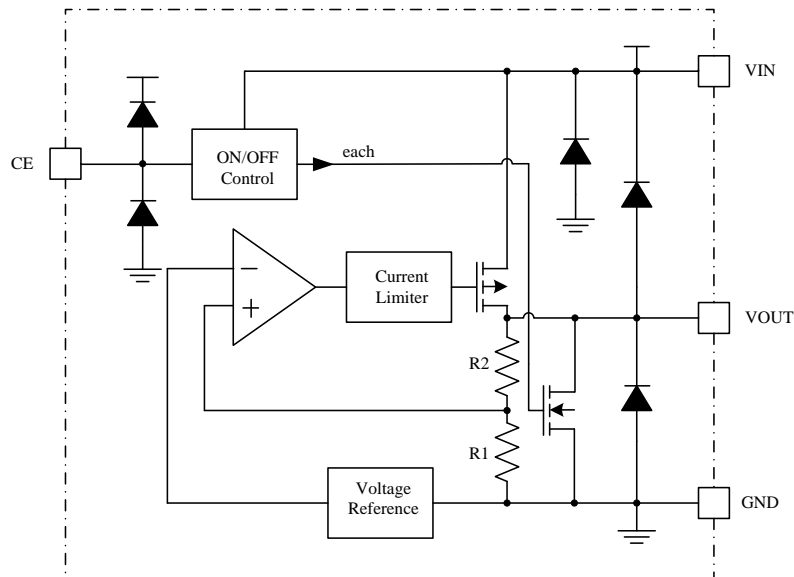 VIN
CE
ON/OFF
Control
each
−
+
Current
Limiter
VOUT
R2
R1
Voltage
Reference
GND